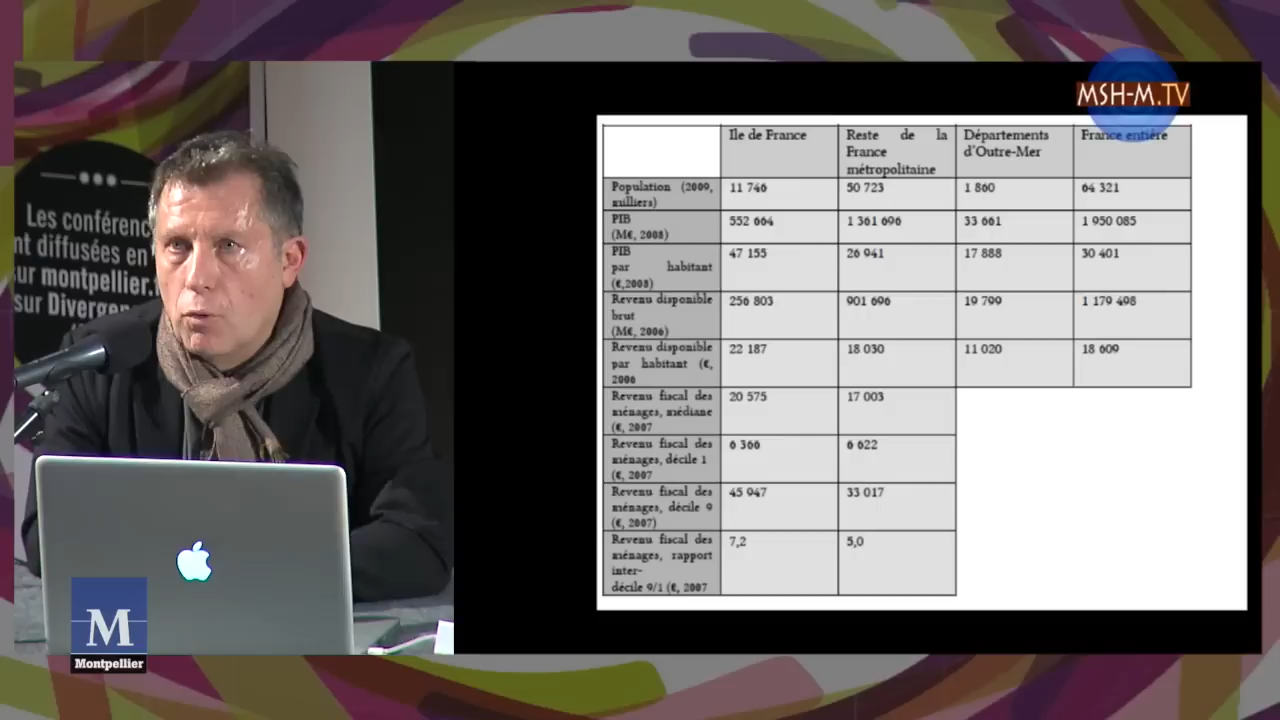 MSH-M.TV
Les conférenc
nt diffusées en
sur montpellier.
sur Divergen
M
Montpellier
Ile de France
Reste de la
France
métropolitaine
Départements
d'Outre-Mer
France entière
Population (2009,
milliers)
11 746
50 723
1 860
64 321
PIB
(M€, 2008)
552 664
1 361 696
33 661
1 950 085
PIB
par habitant
(€,2008)
47 155
26 941
17 888
30 401
Revenu disponible
brut
(M€, 2006)
256 803
901 696
19 799
1 179 498
Revenu disponible
par habitant (€,
2006
22 187
18 030
11 020
18 609
Revenu fiscal des
ménages, médiane
(€, 2007
20 575
17 003
Revenu fiscal des
ménages, décile 1
(€, 2007
6 366
6 622
Revenu fiscal des
ménages, décile 9
(€, 2007)
45 947
33 017
Revenu fiscal des
ménages, rapport
inter-
décile 9/1 (€, 2007
7,2
5,0